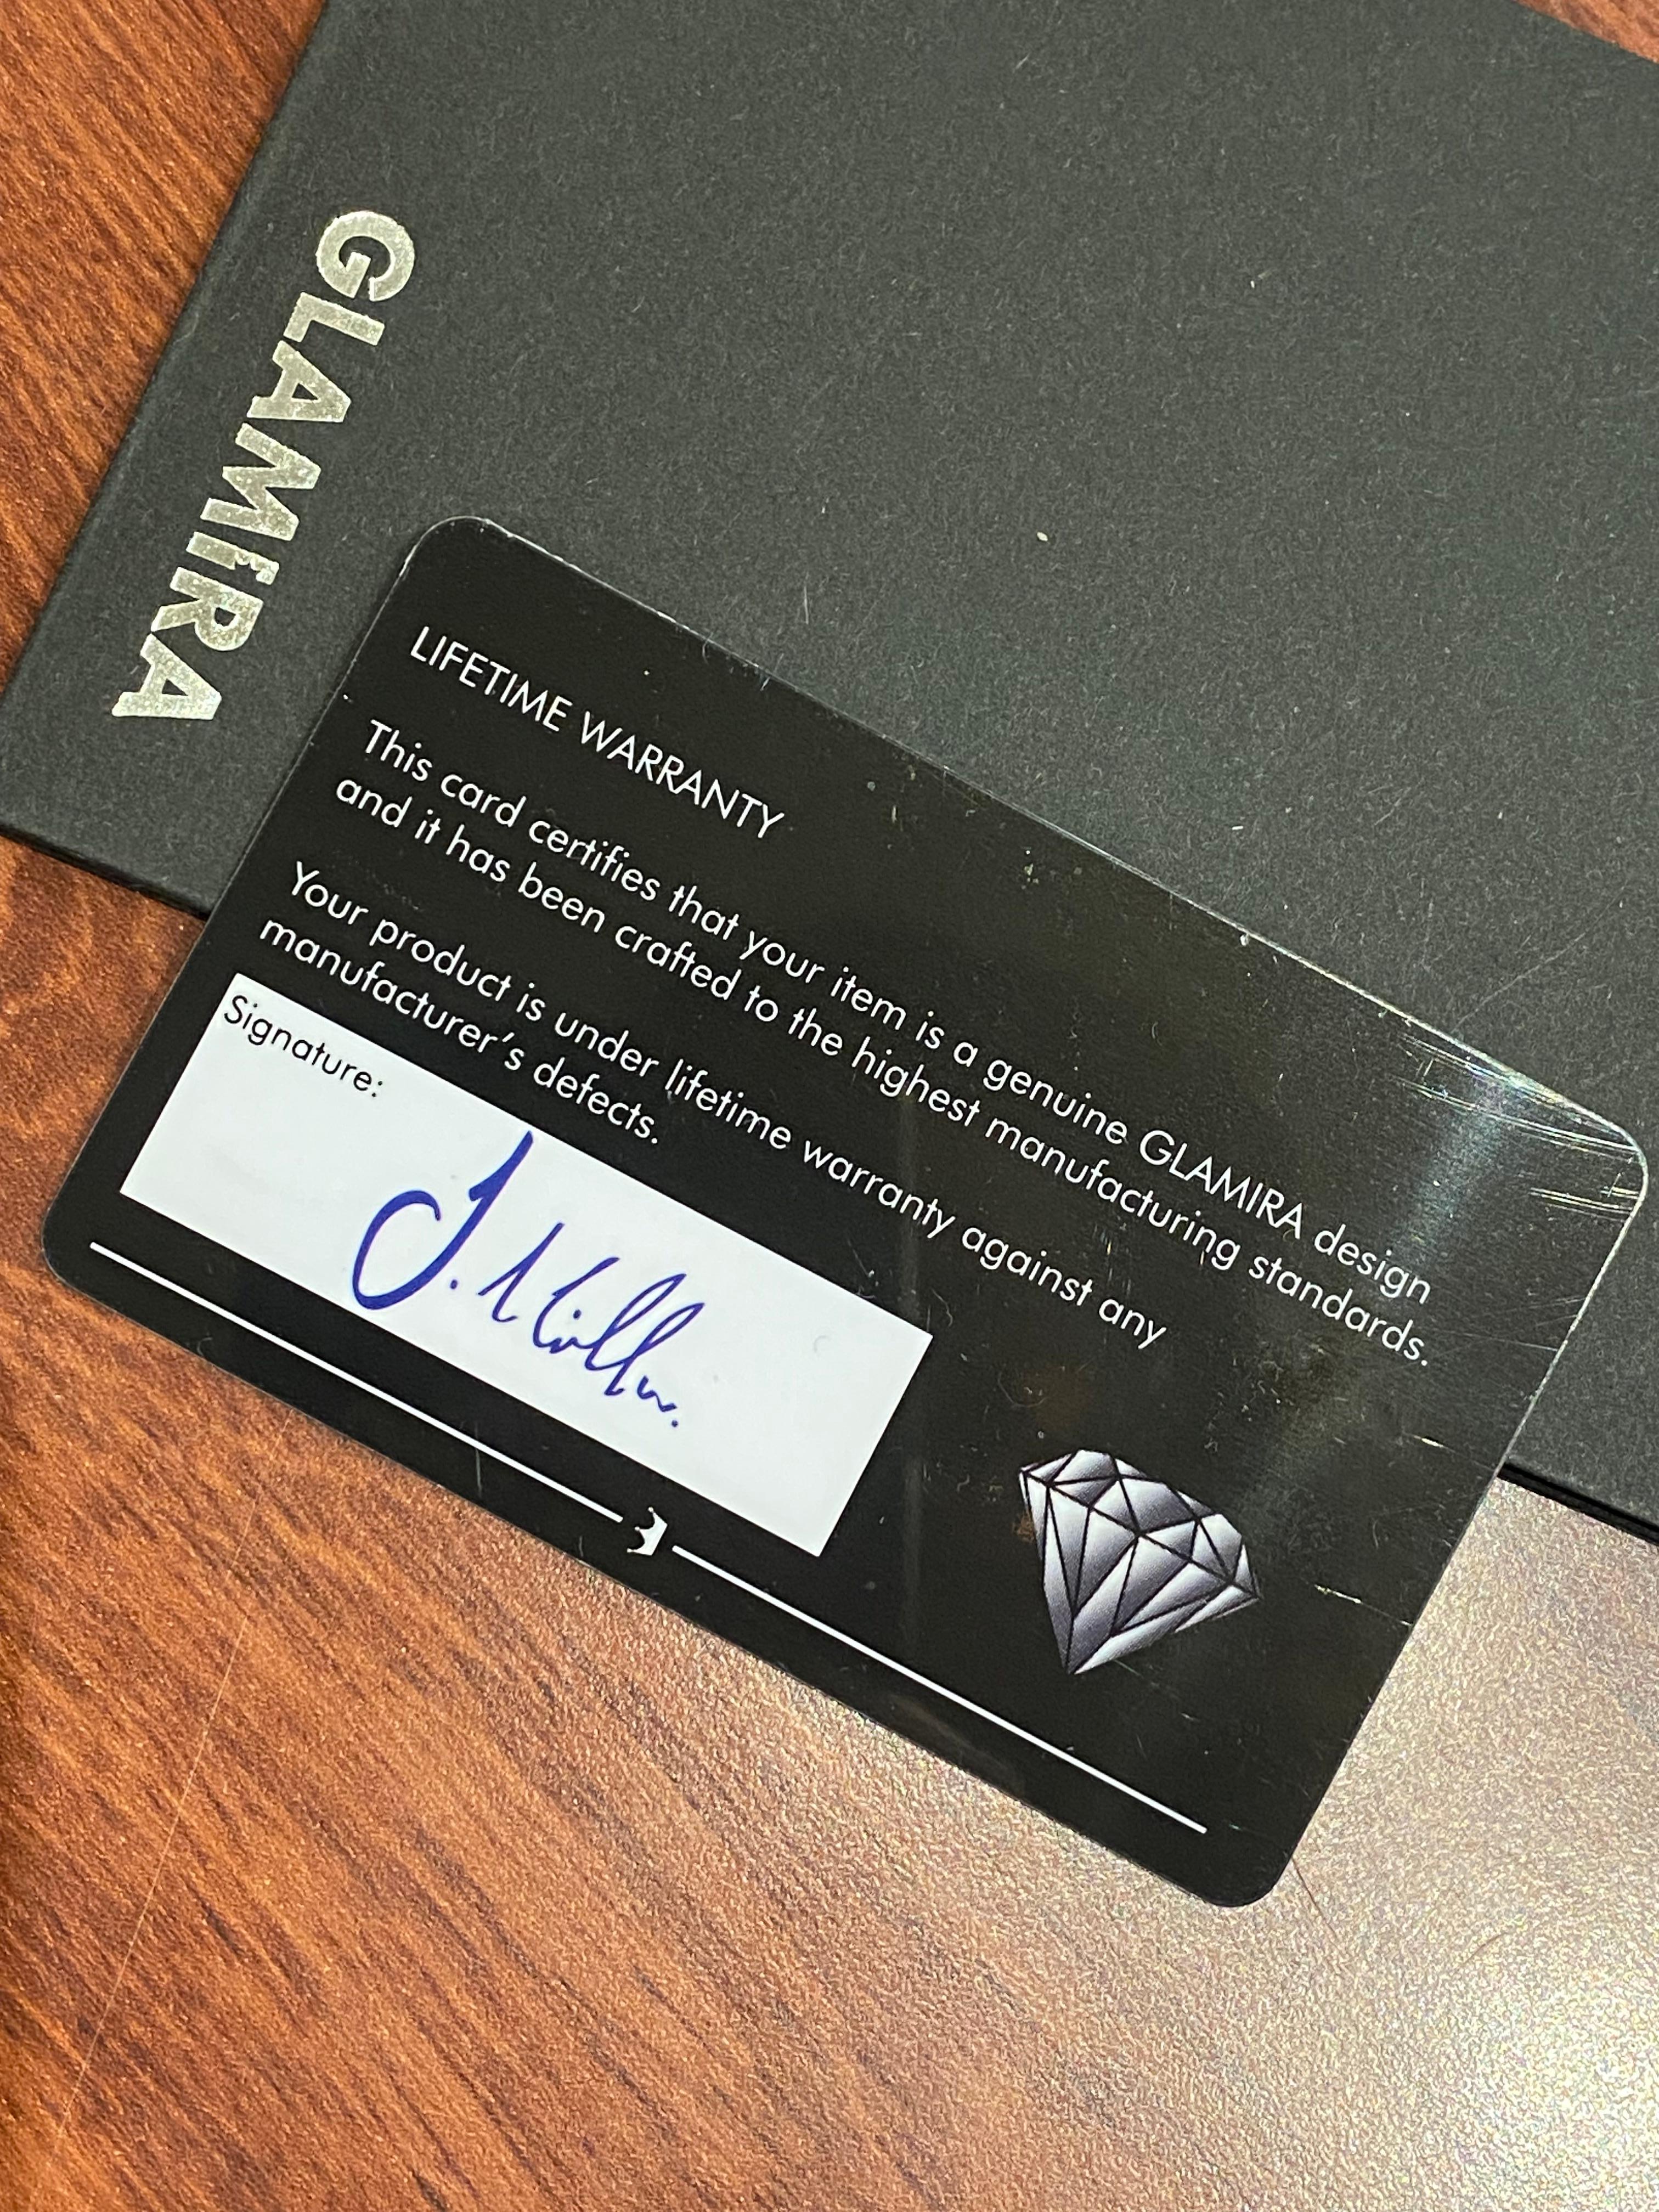 GLAMIRA
LIFETIME WARRANTY
This card certifies that your item is a genuine GLAMIRA design
and it has been crafted to the highest manufacturing standards.
Your product is under lifetime warranty against any
manufacturer's defects.
Signature: